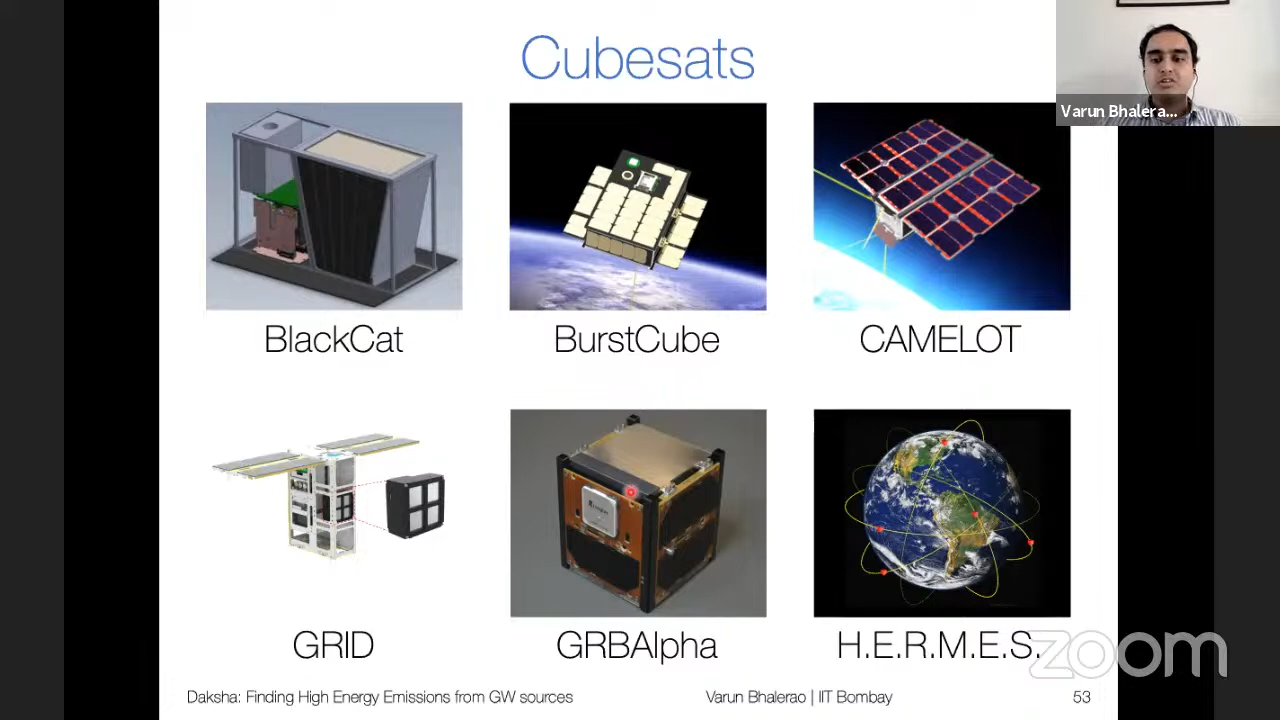 Cubesats
Varun Bhalera...
BlackCat
BurstCube
CAMELOT
GRID
GRBAlpha
H.E.R.M.E.S.
zoom
Daksha: Finding High Energy Emissions from GW sources
Varun Bhalerao | IIT Bombay
53